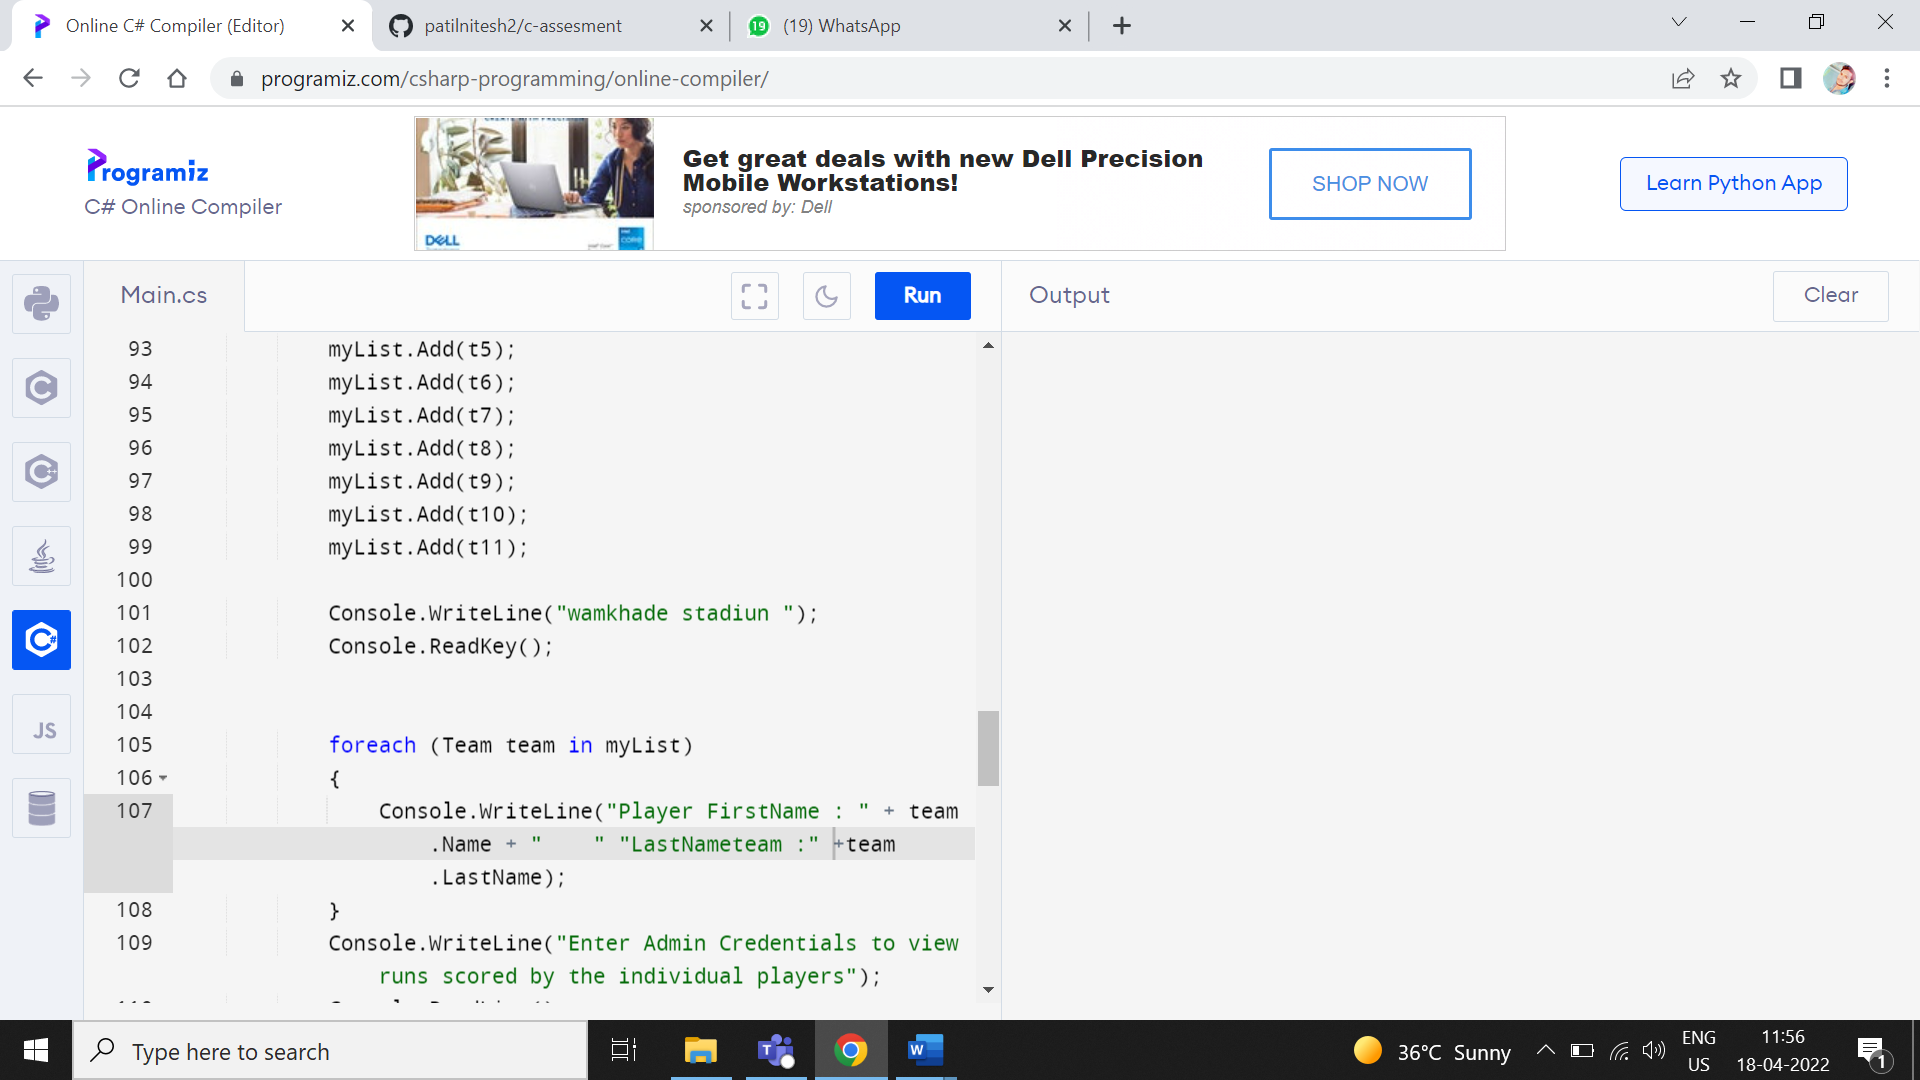 Online C# Compiler (Editor)
patilnitesh2/c-assesment
19
(19) WhatsApp
programiz.com/csharp-programming/online-compiler/
Programiz
C# Online Compiler
DELL
Get great deals with new Dell Precision
Mobile Workstations!
sponsored by: Dell
SHOP NOW
Learn Python App
Main.cs
Run
Output
Clear
JS
93 myList.Add(t5);
94 myList.Add(t6);
95 myList.Add(t7);
96 myList.Add(t8);
97 myList.Add(t9);
98 myList.Add(t10);
99 myList.Add(t11);
100
101 Console.WriteLine("wamkhade stadiun ");
102 Console.ReadKey();
103
104
105 foreach (Team team in myList)
106 {
107 Console.WriteLine("Player FirstName : " + team
.Name + "    " "LastNameteam :" +team
.LastName);
108 }
109 Console.WriteLine("Enter Admin Credentials to view
runs scored by the individual players");
Type here to search
36°C Sunny
ENG
US
11:56
18-04-2022
1